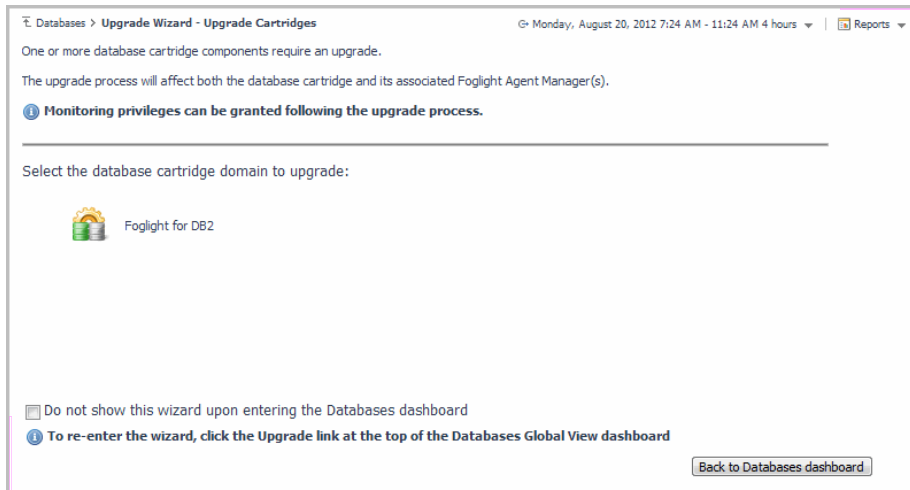 Databases > Upgrade Wizard - Upgrade Cartridges
Monday, August 20, 2012 7:24 AM - 11:24 AM 4 hours | Reports
One or more database cartridge components require an upgrade.
The upgrade process will affect both the database cartridge and its associated Foglight Agent Manager(s).
Monitoring privileges can be granted following the upgrade process.
Select the database cartridge domain to upgrade:
Foglight for DB2
Do not show this wizard upon entering the Databases dashboard
To re-enter the wizard, click the Upgrade link at the top of the Databases Global View dashboard
Back to Databases dashboard